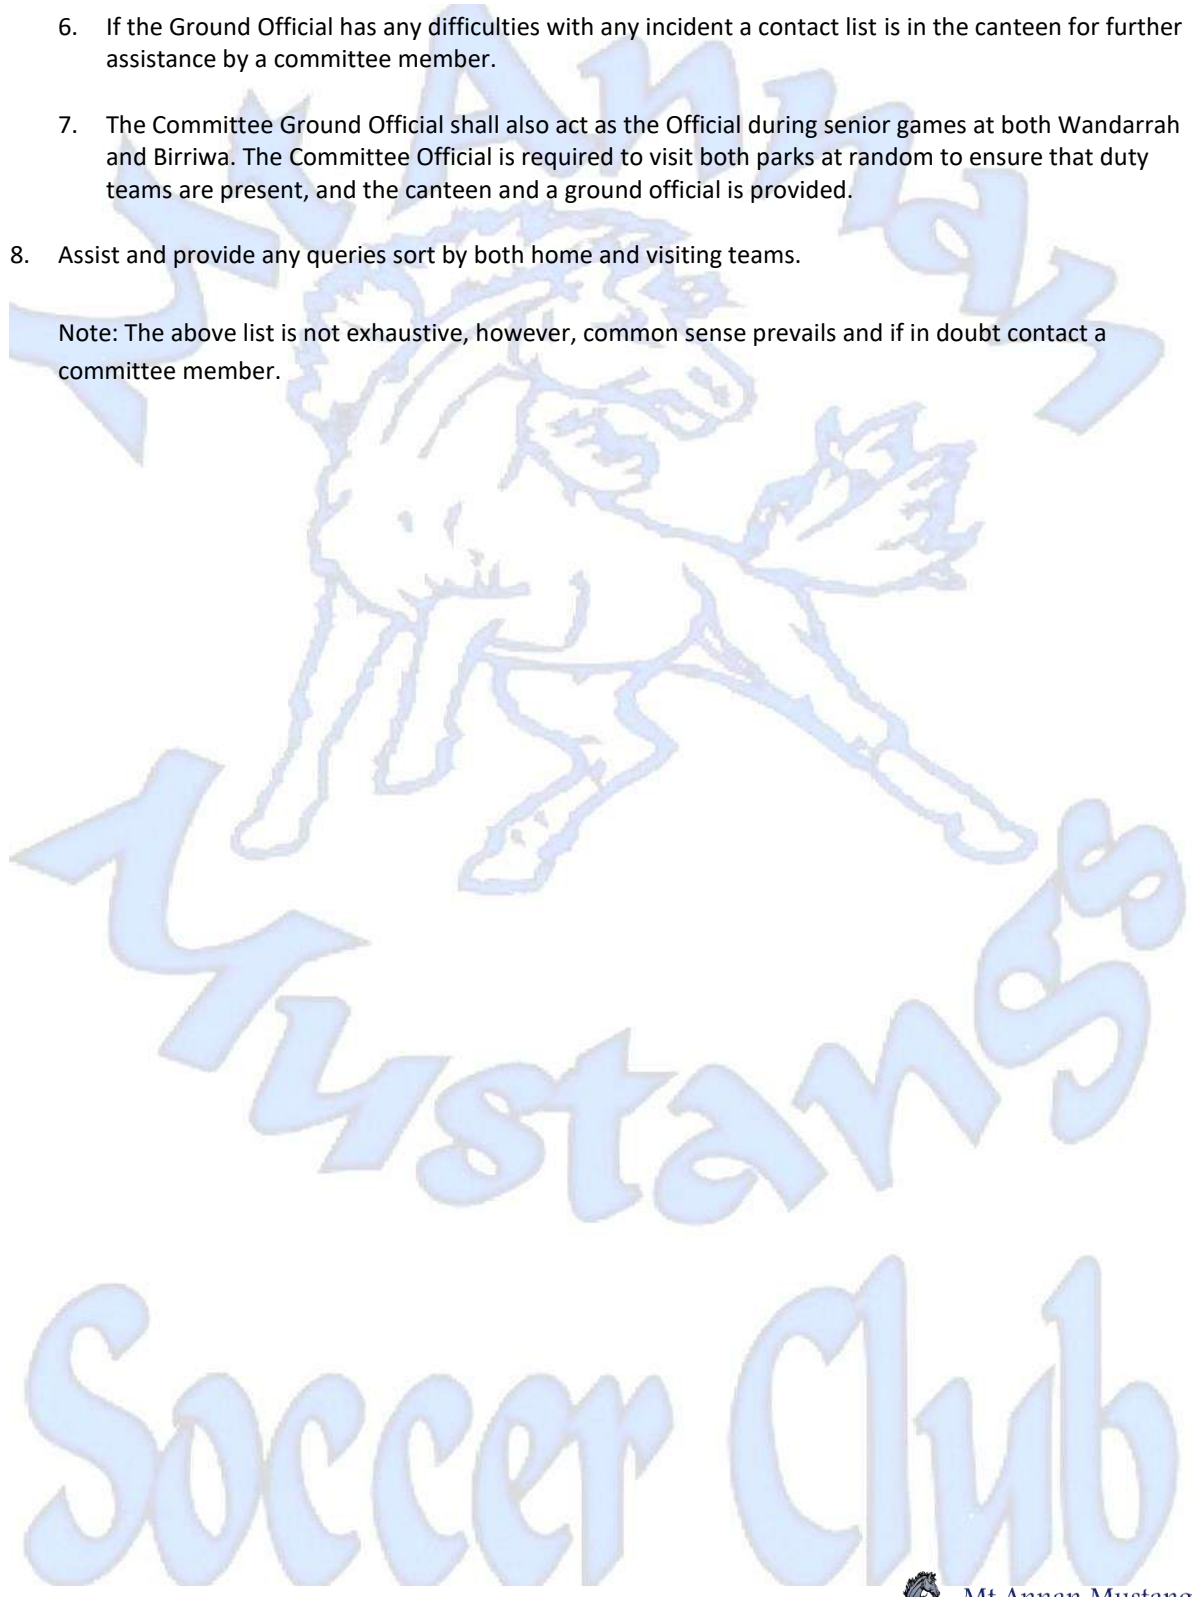 6. If the Ground Official has any difficulties with any incident a contact list is in the canteen for further
assistance by a committee member.
7. The Committee Ground Official shall also act as the Official during senior games at both Wandarrah
and Birriwa. The Committee Official is required to visit both parks at random to ensure that duty
teams are present, and the canteen and a ground official is provided.
8. Assist and provide any queries sort by both home and visiting teams.
Note: The above list is not exhaustive, however, common sense prevails and if in doubt contact a
committee member.
Mt Annan
Mustangs
Soccer Club
Mt Annan Mustang